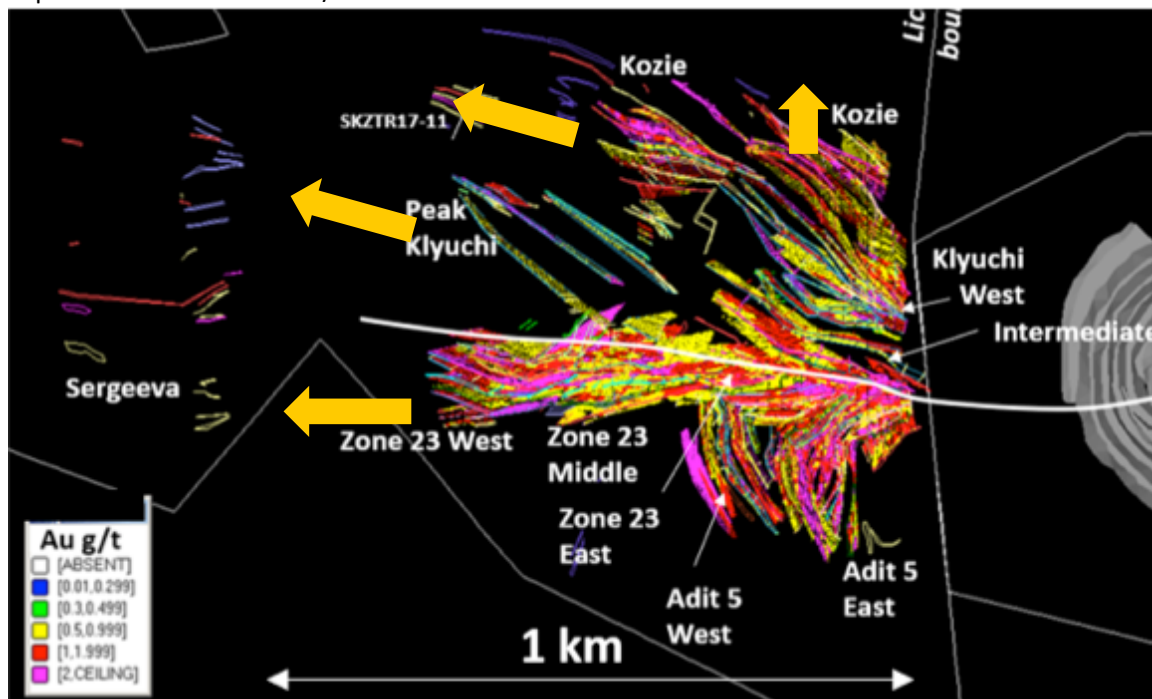 Lic
bou
Kozie
Kozie
SKZTR17-11
Peak
Klyuchi
Klyuchi
West
Intermediate
Sergeeva
Zone 23 West
Zone 23
Middle
Zone 23
East
Adit 5
West
Adit 5
East
1 km
Au g/t
[ABSENT]
[0.01,0.299]
[0.3,0.499]
[0.5,0.999]
[1,1.999]
[2,CEILING]